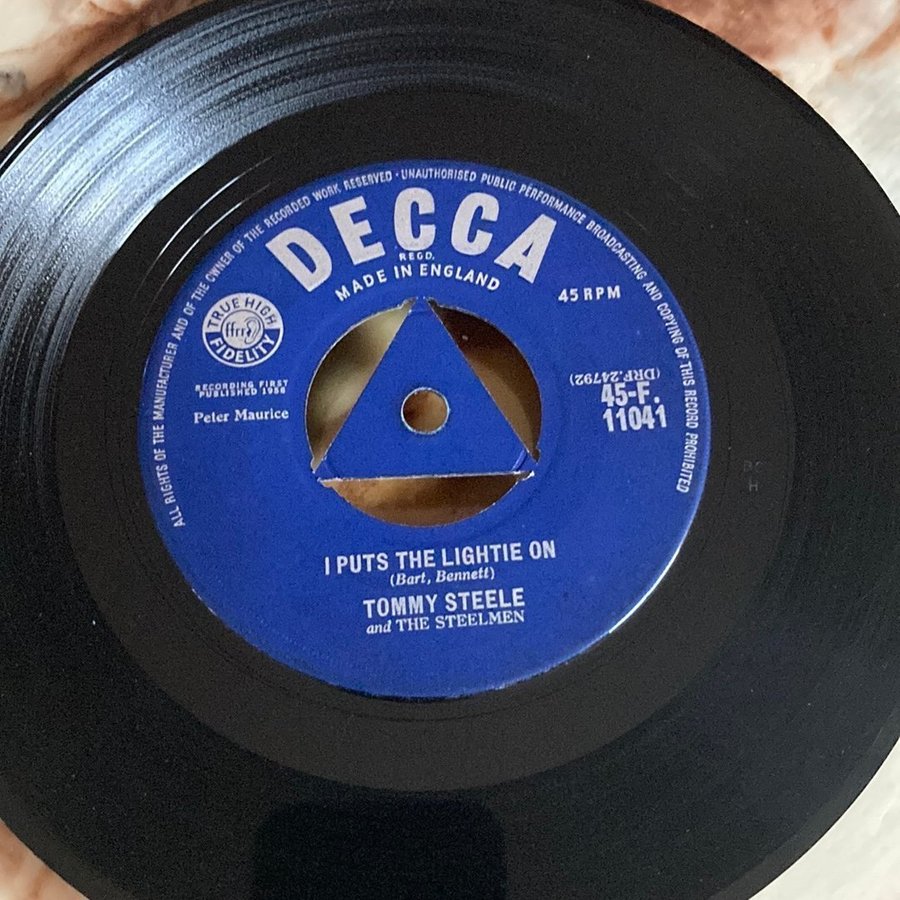 ALL RIGHTS OF THE MANUFACTURER AND OF THE OWNER OF THE RECORDED WORK RESERVED · UNAUTHORISED PUBLIC PERFORMANCE BROADCASTING AND COPYING OF THIS RECORD PROHIBITED
DECCA
REGD.
MADE IN ENGLAND
45 RPM
TRUE HIGH
ffrr
FIDELITY
RECORDING FIRST
PUBLISHED 1958
Peter Maurice
(DRF.24792)
45-F.
11041
I PUTS THE LIGHTIE ON
(Bart, Bennett)
TOMMY STEELE
and THE STEELMEN